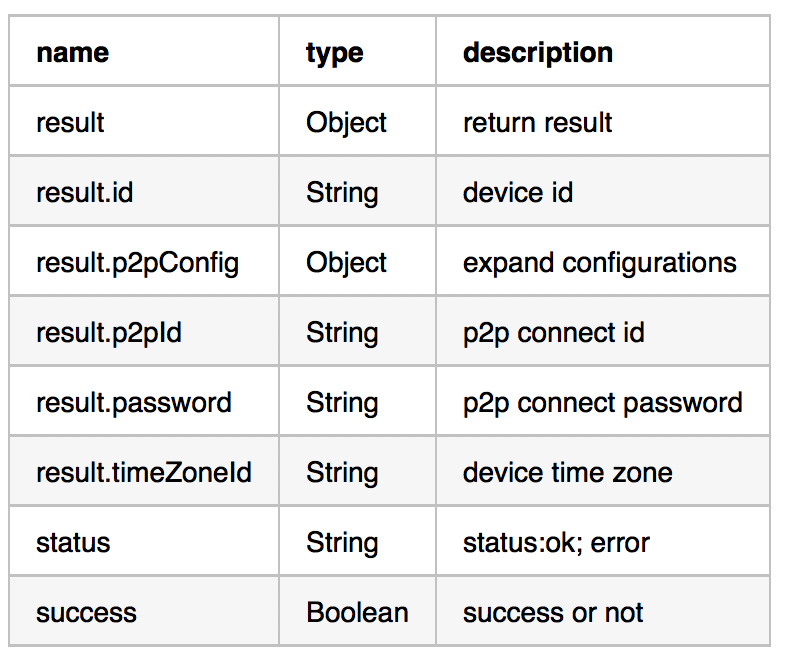 name type description
result Object return result
result.id String device id
result.p2pConfig Object expand configurations
result.p2pId String p2p connect id
result.password String p2p connect password
result.timeZoneId String device time zone
status String status:ok; error
success Boolean success or not